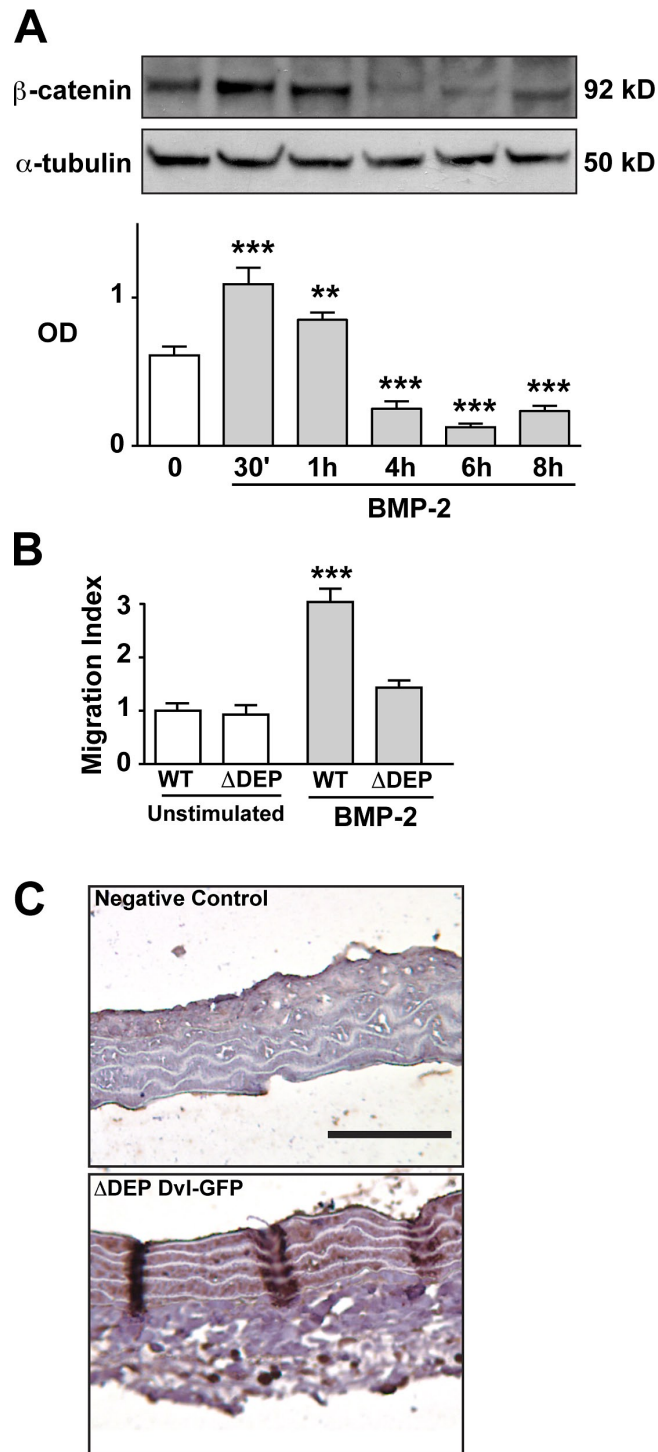 A
β-catenin 92 kD
α-tubulin 50 kD
*** ** *** *** ***
1
OD
0
0 30' 1h 4h 6h 8h
BMP-2
B
***
Migration Index
3
2
1
0
WT ΔDEP WT ΔDEP
Unstimulated BMP-2
C
Negative Control
ΔDEP Dvl-GFP